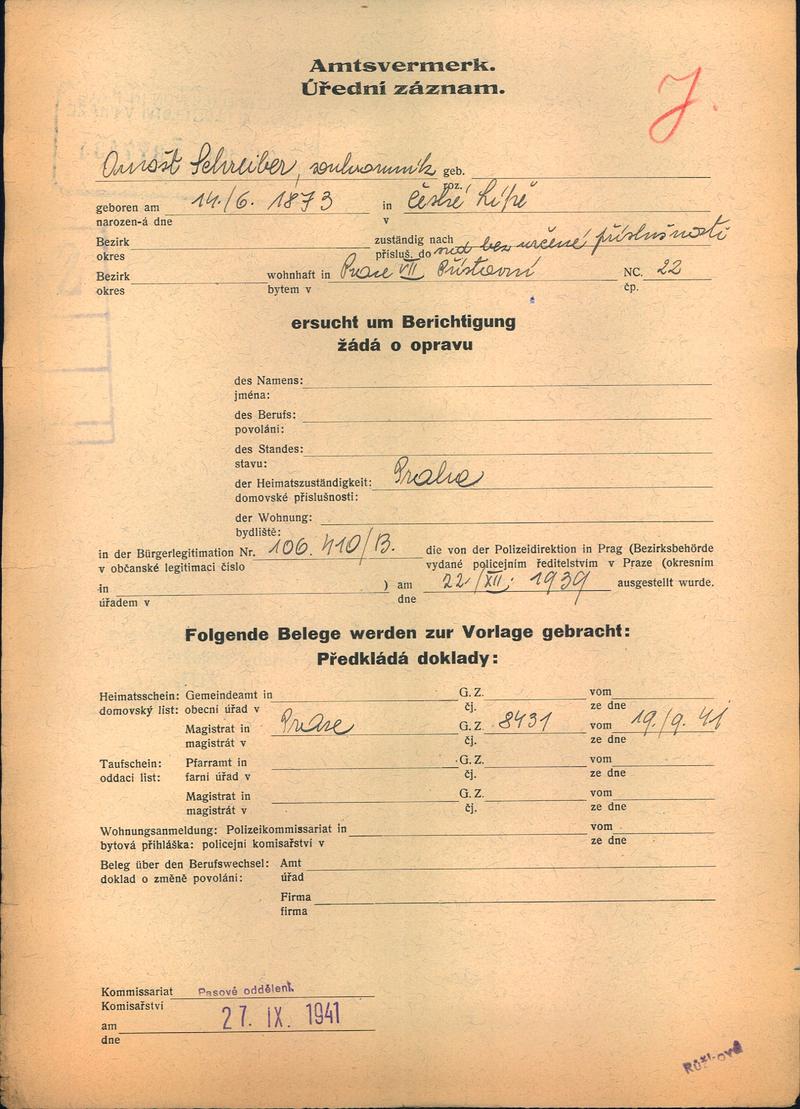 Amtsvermerk.
Úřední záznam.
J.
Arnošt Schreiber, soukromník geb.
roz.
geboren am 14./6. 1873 in České Lípě
narozen-á dne v
Bezirk zuständig nach bez určené příslušnosti
okres přísluš. do
Bezirk wohnhaft in Praze VII Přístavní NC. 22
okres bytem v čp.
ersucht um Berichtigung
žádá o opravu
des Namens:
jména:
des Berufs:
povolání:
des Standes:
stavu:
der Heimatszuständigkeit: Praha
domovské příslušnosti:
der Wohnung:
bydliště:
in der Bürgerlegitimation Nr. 106.410/B. die von der Polizeidirektion in Prag (Bezirksbehörde
v občanské legitimaci číslo vydané policejním ředitelstvím v Praze (okresním
in ) am 22/XII. 1939 ausgestellt wurde.
úřadem v dne
Folgende Belege werden zur Vorlage gebracht:
Předkládá doklady:
Heimatsschein: Gemeindeamt in G. Z. vom
domovský list: obecní úřad v čj. ze dne
Magistrat in Praze G. Z. 8431 vom 19./9. 41
magistrát v čj. ze dne
Taufschein: Pfarramt in G. Z. vom
oddací list: farní úřad v čj. ze dne
Magistrat in G. Z. vom
magistrát v čj. ze dne
Wohnungsanmeldung: Polizeikommissariat in vom
bytová přihláška: policejní komisařství v ze dne
Beleg über den Berufswechsel: Amt
doklad o změně povolání: úřad
Firma
firma
Kommissariat Pasové oddělení.
Komisařství
am 27. IX. 1941
dne
Růžková